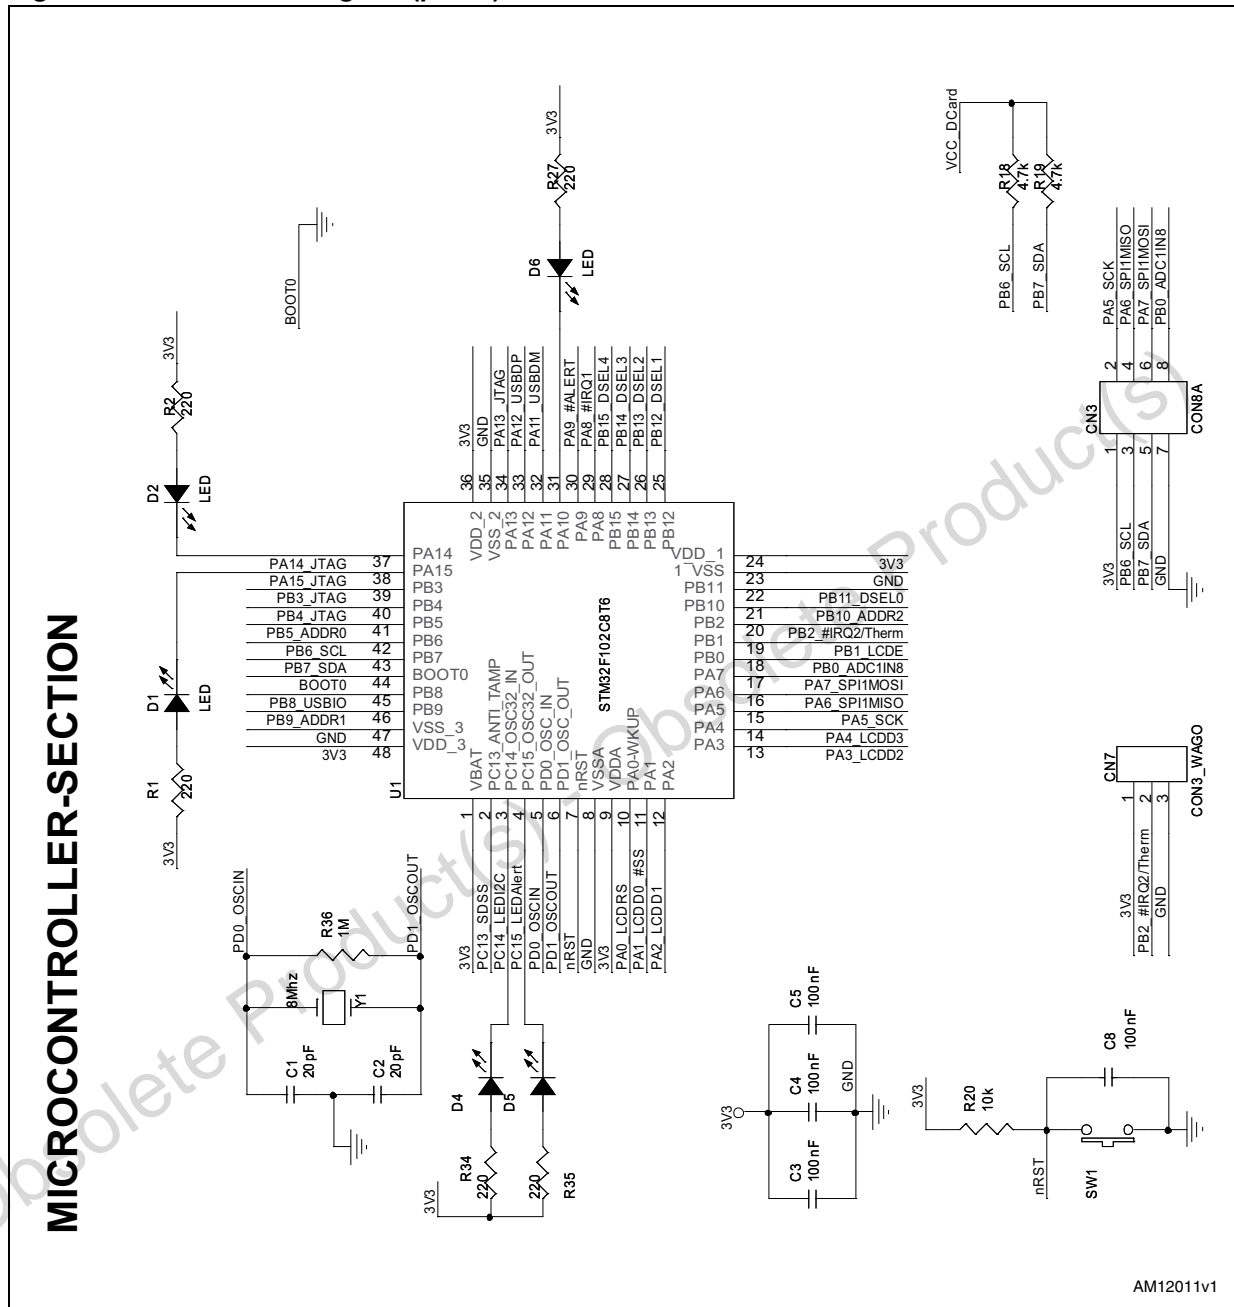 MICROCONTROLLER-SECTION
3V3
R27
220
D6
LED
BOOT0
VCC_DCard
R18
4.7k
R19
4.7k
PB6_SCL
PB7_SDA
3V3
R2
220
D2
LED
D1
LED
R1
220
3V3
PA5_SCK
PA6_SPI1MISO
PA7_SPI1MOSI
PB0_ADC1IN8
2
4
6
8
CN3
CON8A
1
3
5
7
3V3
PB6_SCL
PB7_SDA
GND
3V3
GND
PA13_JTAG
PA12_USBDP
PA11_USBDM
PA9_#ALERT
PA8_#IRQ1
PB15_DSEL4
PB14_DSEL3
PB13_DSEL2
PB12_DSEL1
36
35
34
33
32
31
30
29
28
27
26
25
VDD_2
VSS_2
PA13
PA12
PA11
PA10
PA9
PA8
PB15
PB14
PB13
PB12
PA14_JTAG 37 PA14
PA15_JTAG 38 PA15
PB3_JTAG 39 PB3
PB4_JTAG 40 PB4
PB5_ADDR0 41 PB5
PB6_SCL 42 PB6
PB7_SDA 43 PB7
BOOT0 44 BOOT0
PB8_USBIO 45 PB8
PB9_ADDR1 46 PB9
GND 47 VSS_3
3V3 48 VDD_3
U1
STM32F102C8T6
VDD_1 24 3V3
1_VSS 23 GND
PB11 22 PB11_DSEL0
PB10 21 PB10_ADDR2
PB2 20 PB2_#IRQ2/Therm
PB1 19 PB1_LCDE
PB0 18 PB0_ADC1IN8
PA7 17 PA7_SPI1MOSI
PA6 16 PA6_SPI1MISO
PA5 15 PA5_SCK
PA4 14 PA4_LCDD3
PA3 13 PA3_LCDD2
VBAT
PC13_ANTI_TAMP
PC14_OSC32_IN
PC15_OSC32_OUT
PD0_OSC_IN
PD1_OSC_OUT
nRST
VSSA
VDDA
PA0-WKUP
PA1
PA2
1
2
3
4
5
6
7
8
9
10
11
12
3V3
PC13_SDSS
PC14_LEDI2C
PC15_LEDAlert
PD0_OSCIN
PD1_OSCOUT
nRST
GND
3V3
PA0_LCDRS
PA1_LCDD0_#SS
PA2_LCDD1
CN7
CON3_WAGO
1
2
3
3V3
PB2_#IRQ2/Therm
GND
PD0_OSCIN
R36
1M
PD1_OSCOUT
8Mhz
Y1
C1
20pF
C2
20pF
D4
D5
R34
220
220
R35
3V3
C5
100nF
C4
100nF
C3
100nF
3V3
GND
C8
100nF
3V3
R20
10k
nRST
SW1
Obsolete Product(s) - Obsolete Product(s)
AM12011v1